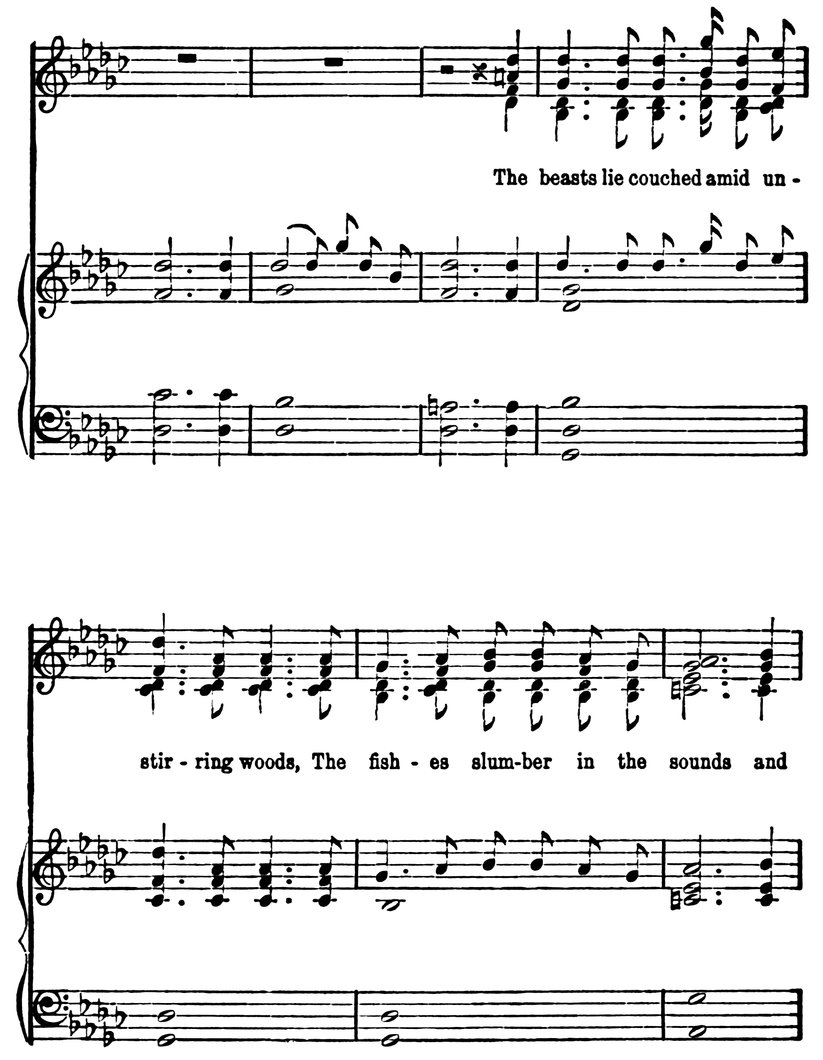 The beasts lie couched amid un -
stir - ring woods, The fish - es slum-ber in the sounds and